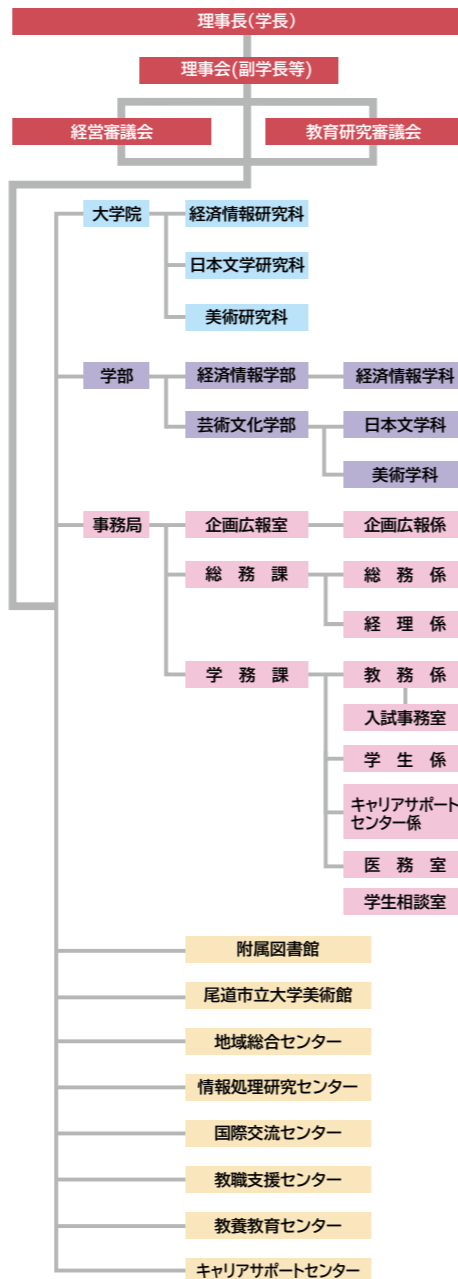 理事長(学長)
理事会(副学長等)
経営審議会
教育研究審議会
大学院
経済情報研究科
日本文学研究科
美術研究科
学部
経済情報学部
経済情報学科
芸術文化学部
日本文学科
美術学科
事務局
企画広報室
企画広報係
総務課
総務係
経理係
学務課
教務係
入試事務室
学生係
キャリアサポート
センター係
医務室
学生相談室
附属図書館
尾道市立大学美術館
地域総合センター
情報処理研究センター
国際交流センター
教職支援センター
教養教育センター
キャリアサポートセンター